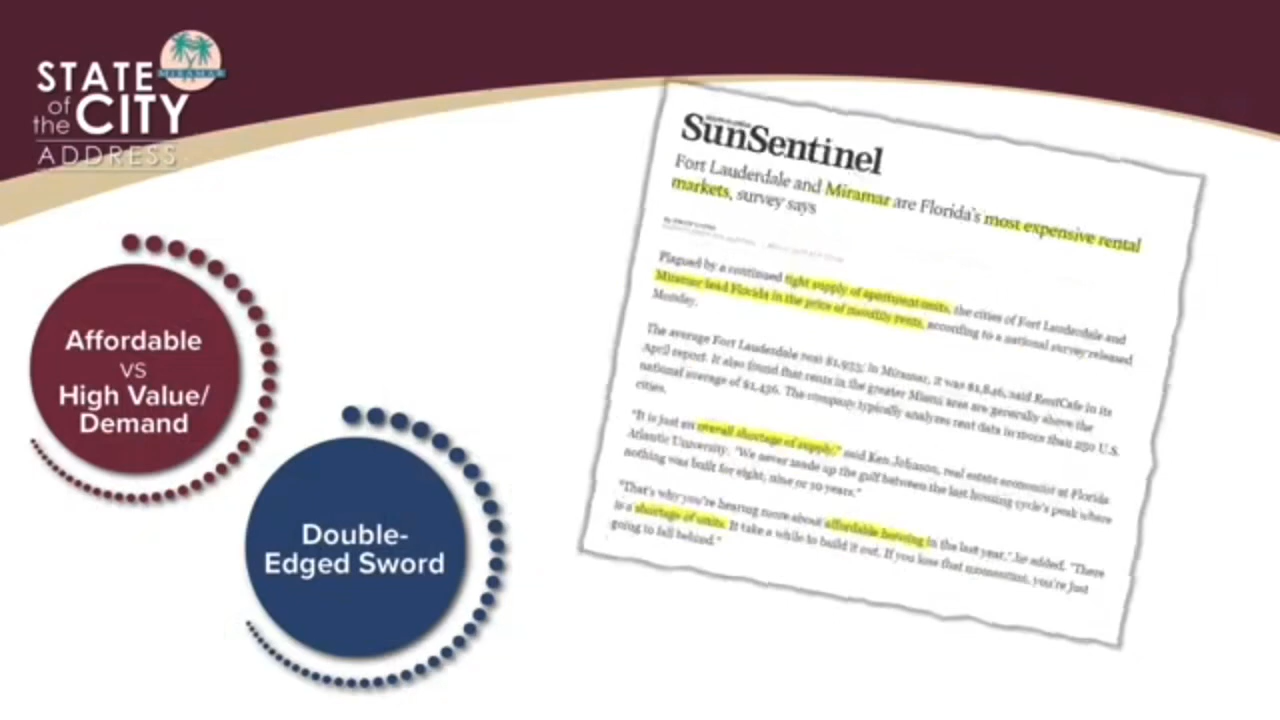 STATE
of
the CITY
ADDRESS
MIRAMAR
SunSentinel
Fort Lauderdale and Miramar are Florida's most expensive rental
markets, survey says
Plagued by a continued tight supply of apartment units, the cities of Fort Lauderdale and
Miramar lead Florida in the price of monthly rents, according to a national survey released
Monday.
The average Fort Lauderdale rent $1,933; in Miramar, it was $1,846, said RentCafe in its
April report. It also found that rents in the greater Miami area are generally above the
national average of $1,436. The company typically analyzes rent data in more than 250 U.S.
cities.
"It is just an overall shortage of supply," said Ken Johnson, real estate economist at Florida
Atlantic University. "We never made up the gulf between the last housing cycle's peak where
nothing was built for eight, nine or 10 years."
"That's why you're hearing more about affordable housing in the last year," he added. "There
is a shortage of units. It take a while to build it out. If you lose that momentum, you're just
going to fall behind."
Affordable
VS
High Value/
Demand
Double-
Edged Sword